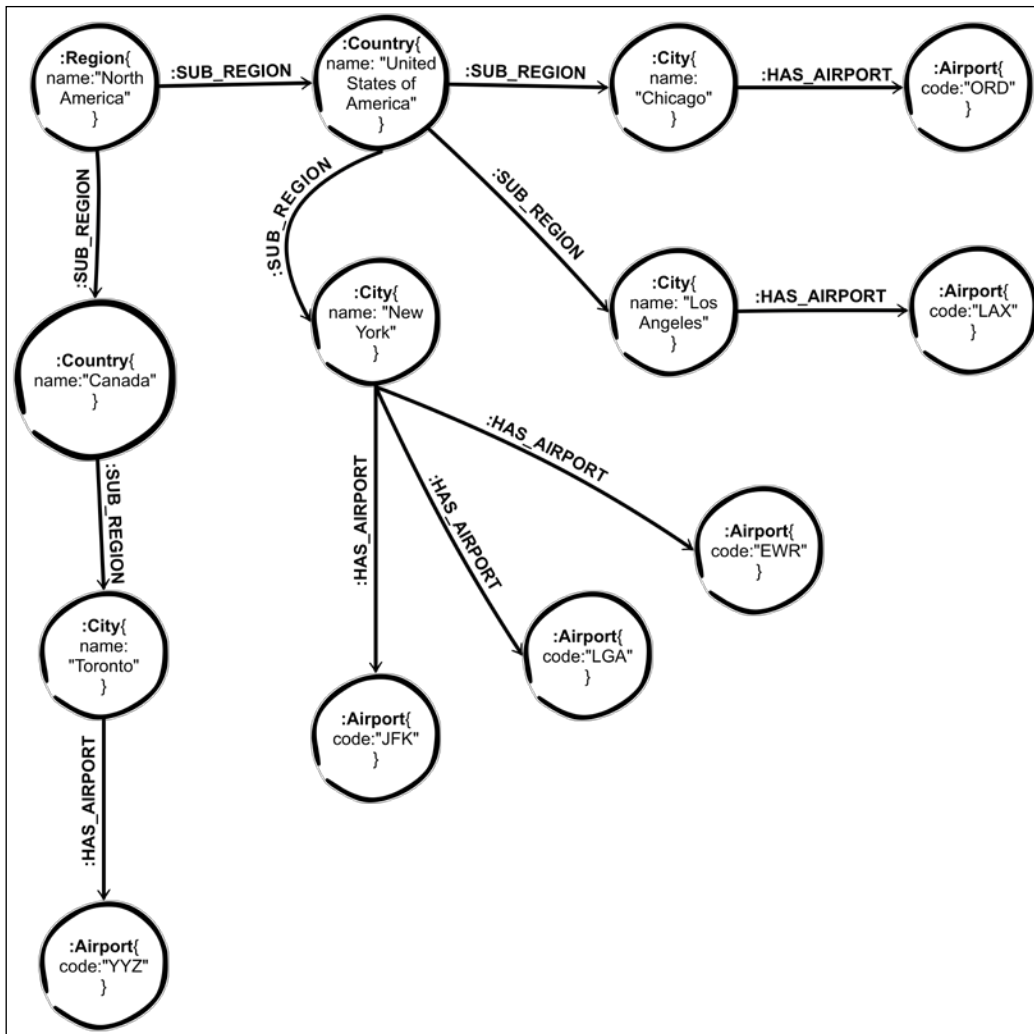 :Region{
name:"North
America"
}
:SUB_REGION
:Country{
name: "United
States of
America"
}
:SUB_REGION
:City{
name:
"Chicago"
}
:HAS_AIRPORT
:Airport{
code:"ORD"
}
:SUB_REGION
:SUB_REGION
:SUB_REGION
:City{
name: "New
York"
}
:City{
name: "Los
Angeles"
}
:HAS_AIRPORT
:Airport{
code:"LAX"
}
:Country{
name:"Canada"
}
:SUB_REGION
:HAS_AIRPORT
:HAS_AIRPORT
:HAS_AIRPORT
:Airport{
code:"EWR"
}
:City{
name:
"Toronto"
}
:Airport{
code:"LGA"
}
:Airport{
code:"JFK"
}
:HAS_AIRPORT
:Airport{
code:"YYZ"
}